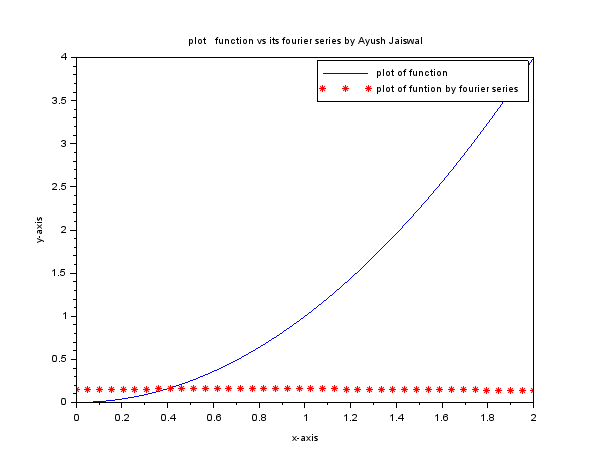 plot function vs its fourier series by Ayush Jaiswal
plot of function
plot of funtion by fourier series
4
3.5
3
2.5
2
1.5
1
0.5
0
y-axis
0 0.2 0.4 0.6 0.8 1 1.2 1.4 1.6 1.8 2
x-axis